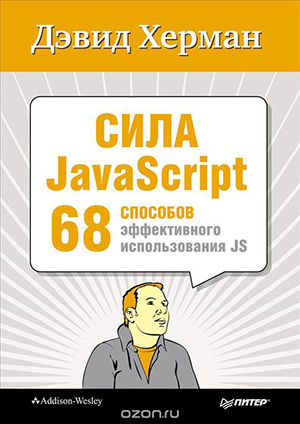 Дэвид Херман
СИЛА
JavaScript
68 СПОСОБОВ
эффективного
использования JS
Addison-Wesley
ПИТЕР®
ozon.ru